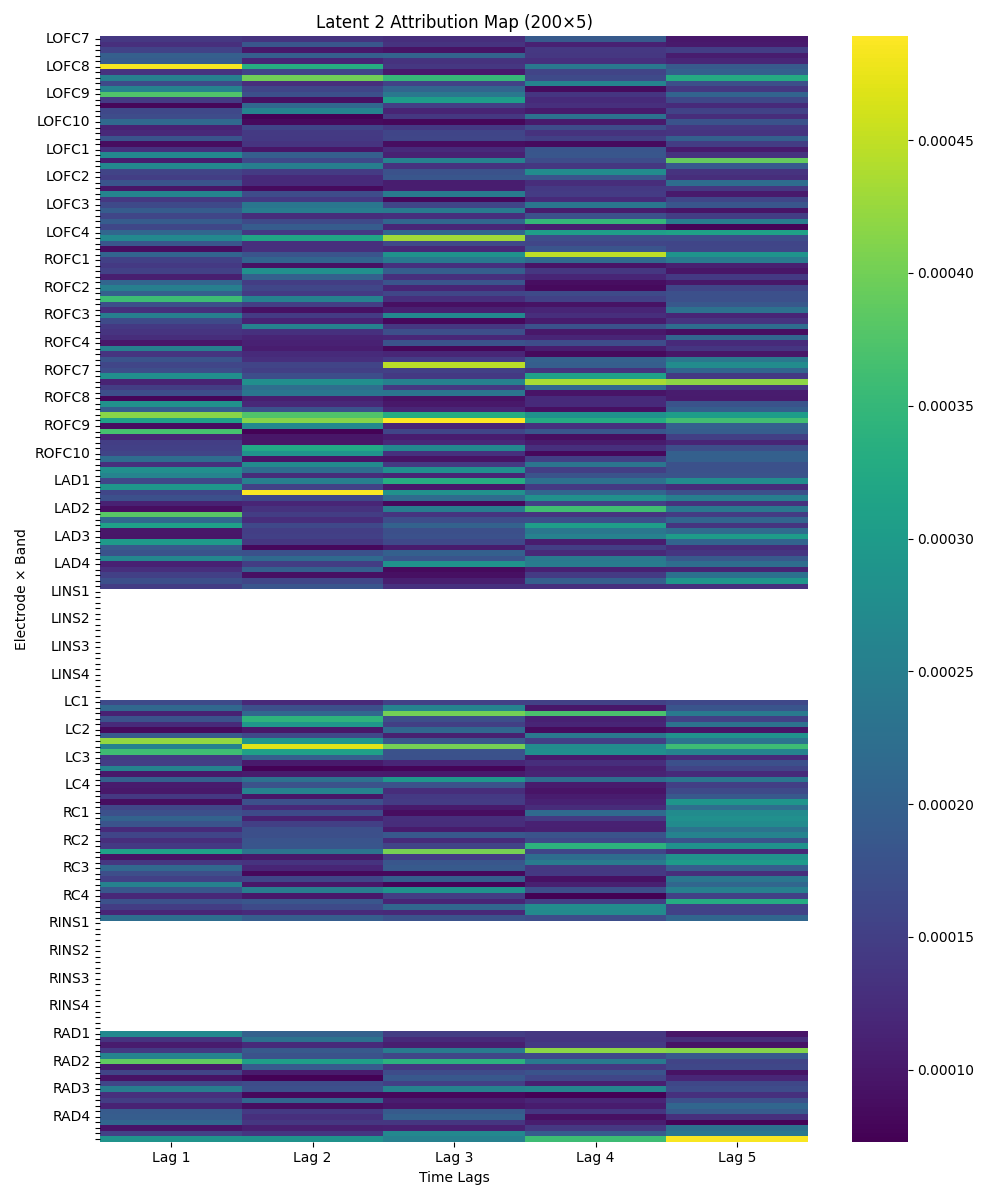 Latent 2 Attribution Map (200×5)
LOFC7
LOFC8
LOFC9
LOFC10
LOFC1
LOFC2
LOFC3
LOFC4
ROFC1
ROFC2
ROFC3
ROFC4
ROFC7
ROFC8
ROFC9
ROFC10
LAD1
LAD2
LAD3
LAD4
LINS1
LINS2
LINS3
LINS4
LC1
LC2
LC3
LC4
RC1
RC2
RC3
RC4
RINS1
RINS2
RINS3
RINS4
RAD1
RAD2
RAD3
RAD4
Electrode × Band
Lag 1 Lag 2 Lag 3 Lag 4 Lag 5
Time Lags
0.00045
0.00040
0.00035
0.00030
0.00025
0.00020
0.00015
0.00010